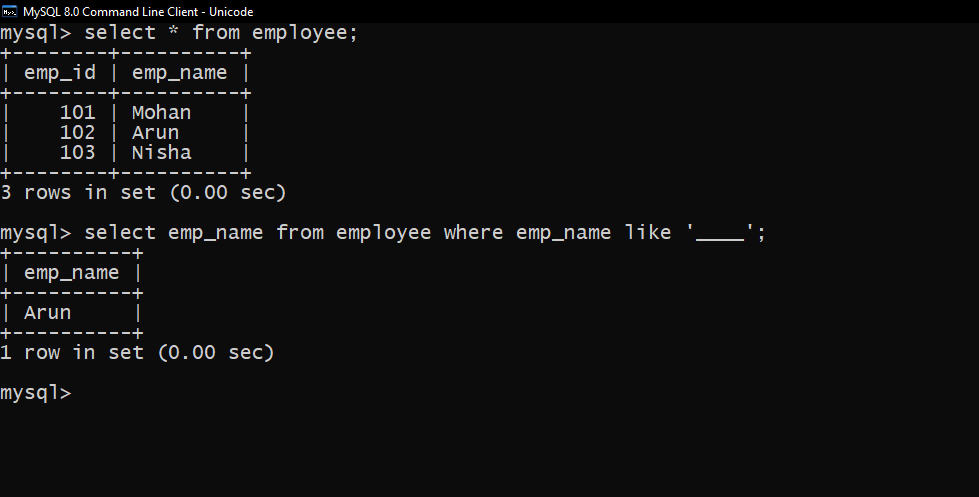 MySQL 8.0 Command Line Client - Unicode
mysql> select * from employee;
+--------+----------+
| emp_id | emp_name |
+--------+----------+
|    101 | Mohan    |
|    102 | Arun     |
|    103 | Nisha    |
+--------+----------+
3 rows in set (0.00 sec)
mysql> select emp_name from employee where emp_name like '____';
+----------+
| emp_name |
+----------+
| Arun     |
+----------+
1 row in set (0.00 sec)
mysql>